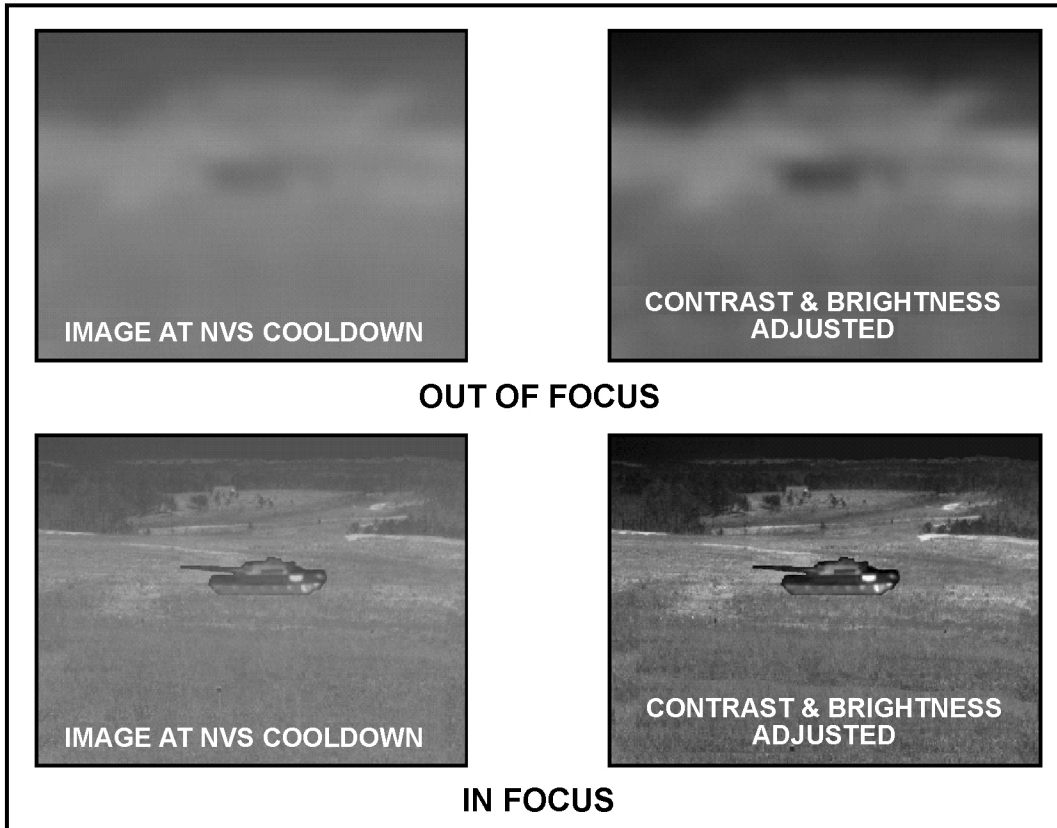 IMAGE AT NVS COOLDOWN
CONTRAST & BRIGHTNESS
ADJUSTED
OUT OF FOCUS
IMAGE AT NVS COOLDOWN
CONTRAST & BRIGHTNESS
ADJUSTED
IN FOCUS